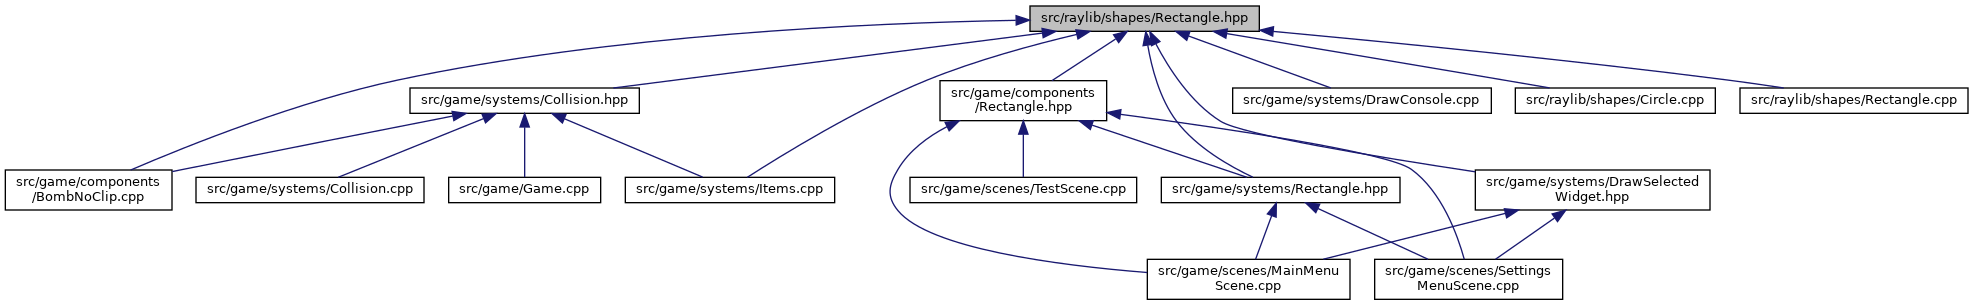 src/raylib/shapes/Rectangle.hpp
src/game/systems/Collision.hpp
src/game/components
/Rectangle.hpp
src/game/systems/DrawConsole.cpp
src/raylib/shapes/Circle.cpp
src/raylib/shapes/Rectangle.cpp
src/game/components
/BombNoClip.cpp
src/game/systems/Collision.cpp
src/game/Game.cpp
src/game/systems/Items.cpp
src/game/scenes/TestScene.cpp
src/game/systems/Rectangle.hpp
src/game/systems/DrawSelected
Widget.hpp
src/game/scenes/MainMenu
Scene.cpp
src/game/scenes/Settings
MenuScene.cpp